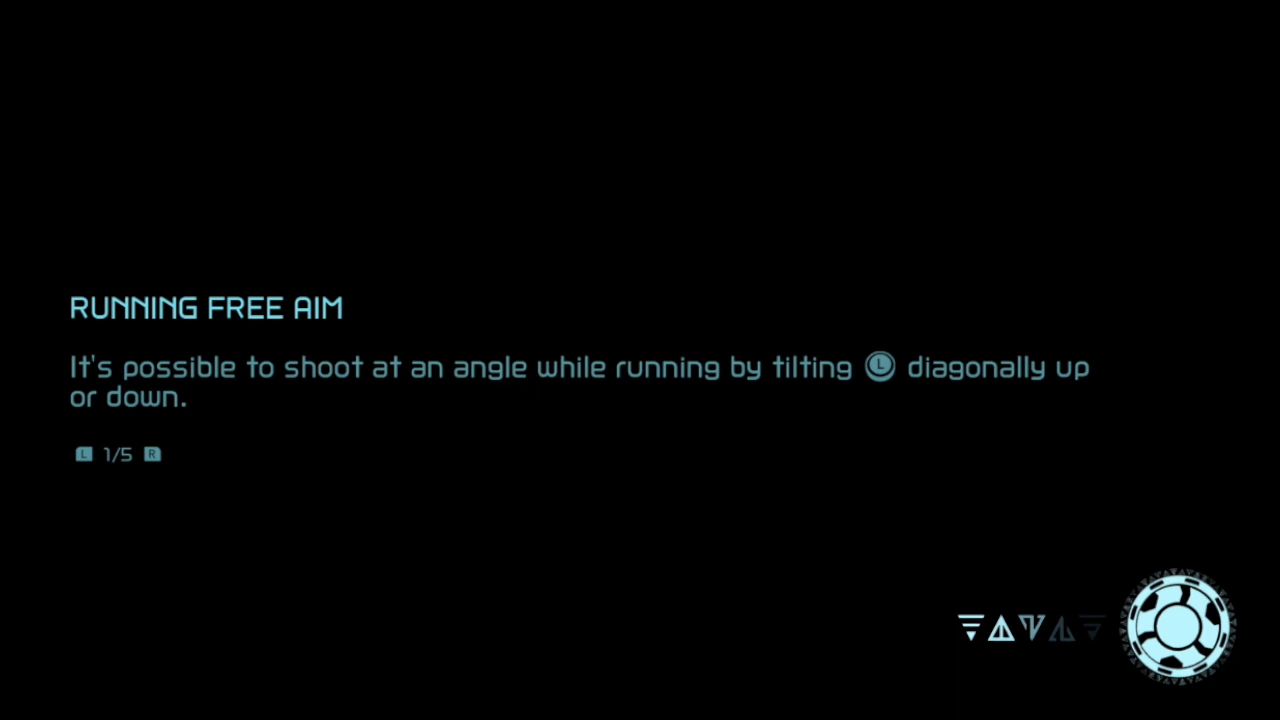 RUNNING FREE AIM
It's possible to shoot at an angle while running by tilting L diagonally up
or down.
L 1/5 R